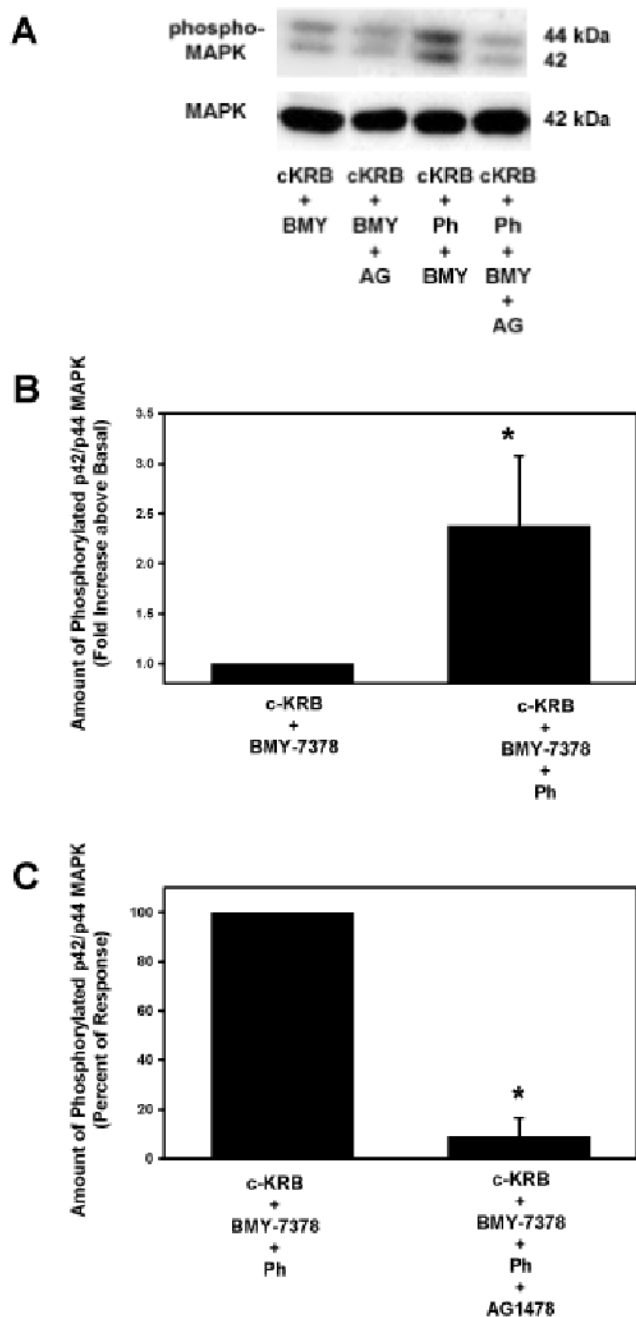 A
phospho-
MAPK
44 kDa
42
MAPK
42 kDa
cKRB cKRB cKRB cKRB
+ + + +
BMY BMY Ph Ph
+ + +
AG BMY BMY
+
AG
B
Amount of Phosphorylated p42/p44 MAPK
(Fold Increase above Basal)
3.5
3.0
2.5
2.0
1.5
1.0
*
c-KRB
+
BMY-7378
c-KRB
+
BMY-7378
+
Ph
C
Amount of Phosphorylated p42/p44 MAPK
(Percent of Response)
100
80
60
40
20
0
*
c-KRB
+
BMY-7378
+
Ph
c-KRB
+
BMY-7378
+
Ph
+
AG1478